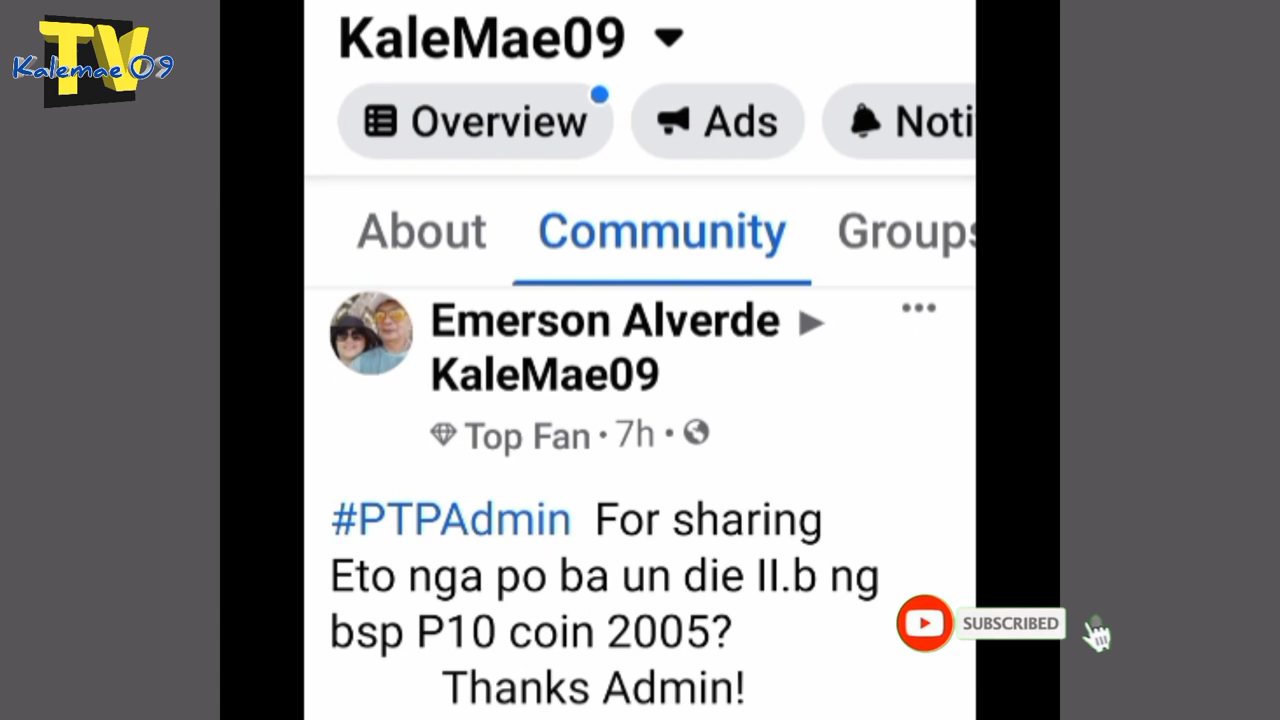 TV
Kalemae 09
KaleMae09
Overview
Ads
Noti
About
Community
Groups
Emerson Alverde
KaleMae09
Top Fan · 7h ·
#PTPAdmin For sharing
Eto nga po ba un die II.b ng
bsp P10 coin 2005?
Thanks Admin!
SUBSCRIBED